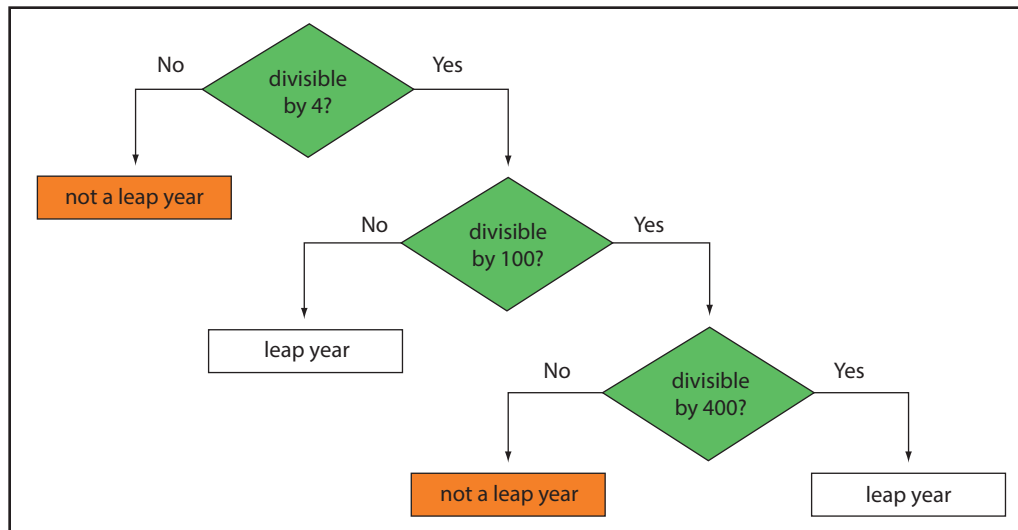 No
divisible
by 4?
Yes
not a leap year
No
divisible
by 100?
Yes
leap year
No
divisible
by 400?
Yes
not a leap year
leap year